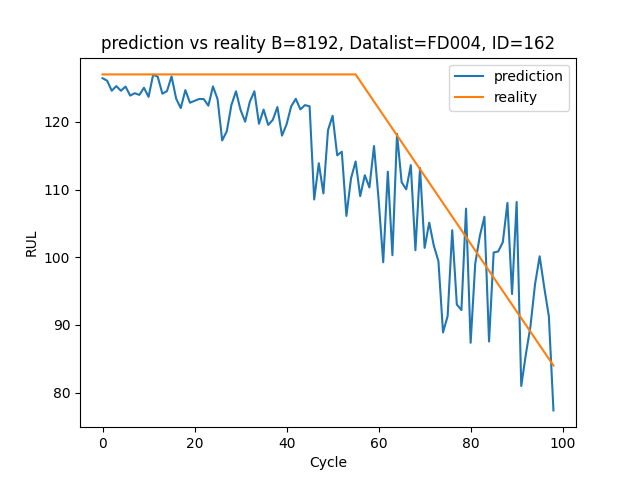 prediction vs reality B=8192, Datalist=FD004, ID=162
prediction
reality
120
110
100
90
80
RUL
0 20 40 60 80 100
Cycle